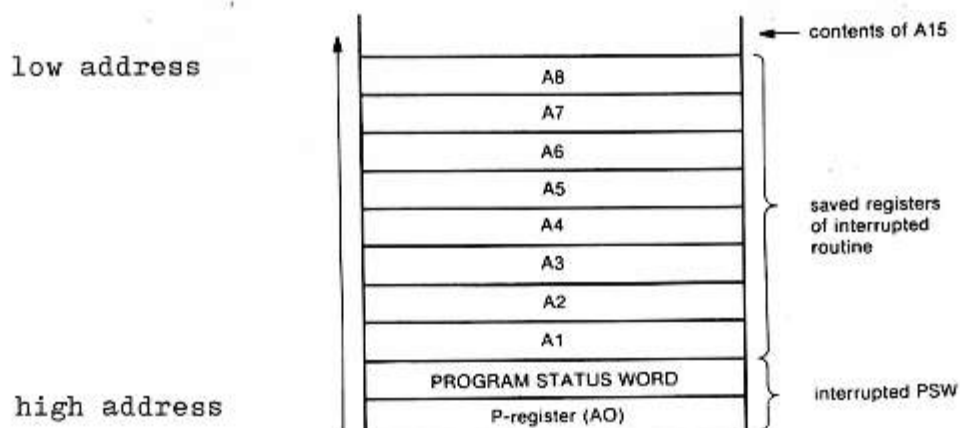 contents of A15
low address
A8
A7
A6
A5
A4
A3
A2
A1
saved registers
of interrupted
routine
PROGRAM STATUS WORD
interrupted PSW
high address
P-register (AO)